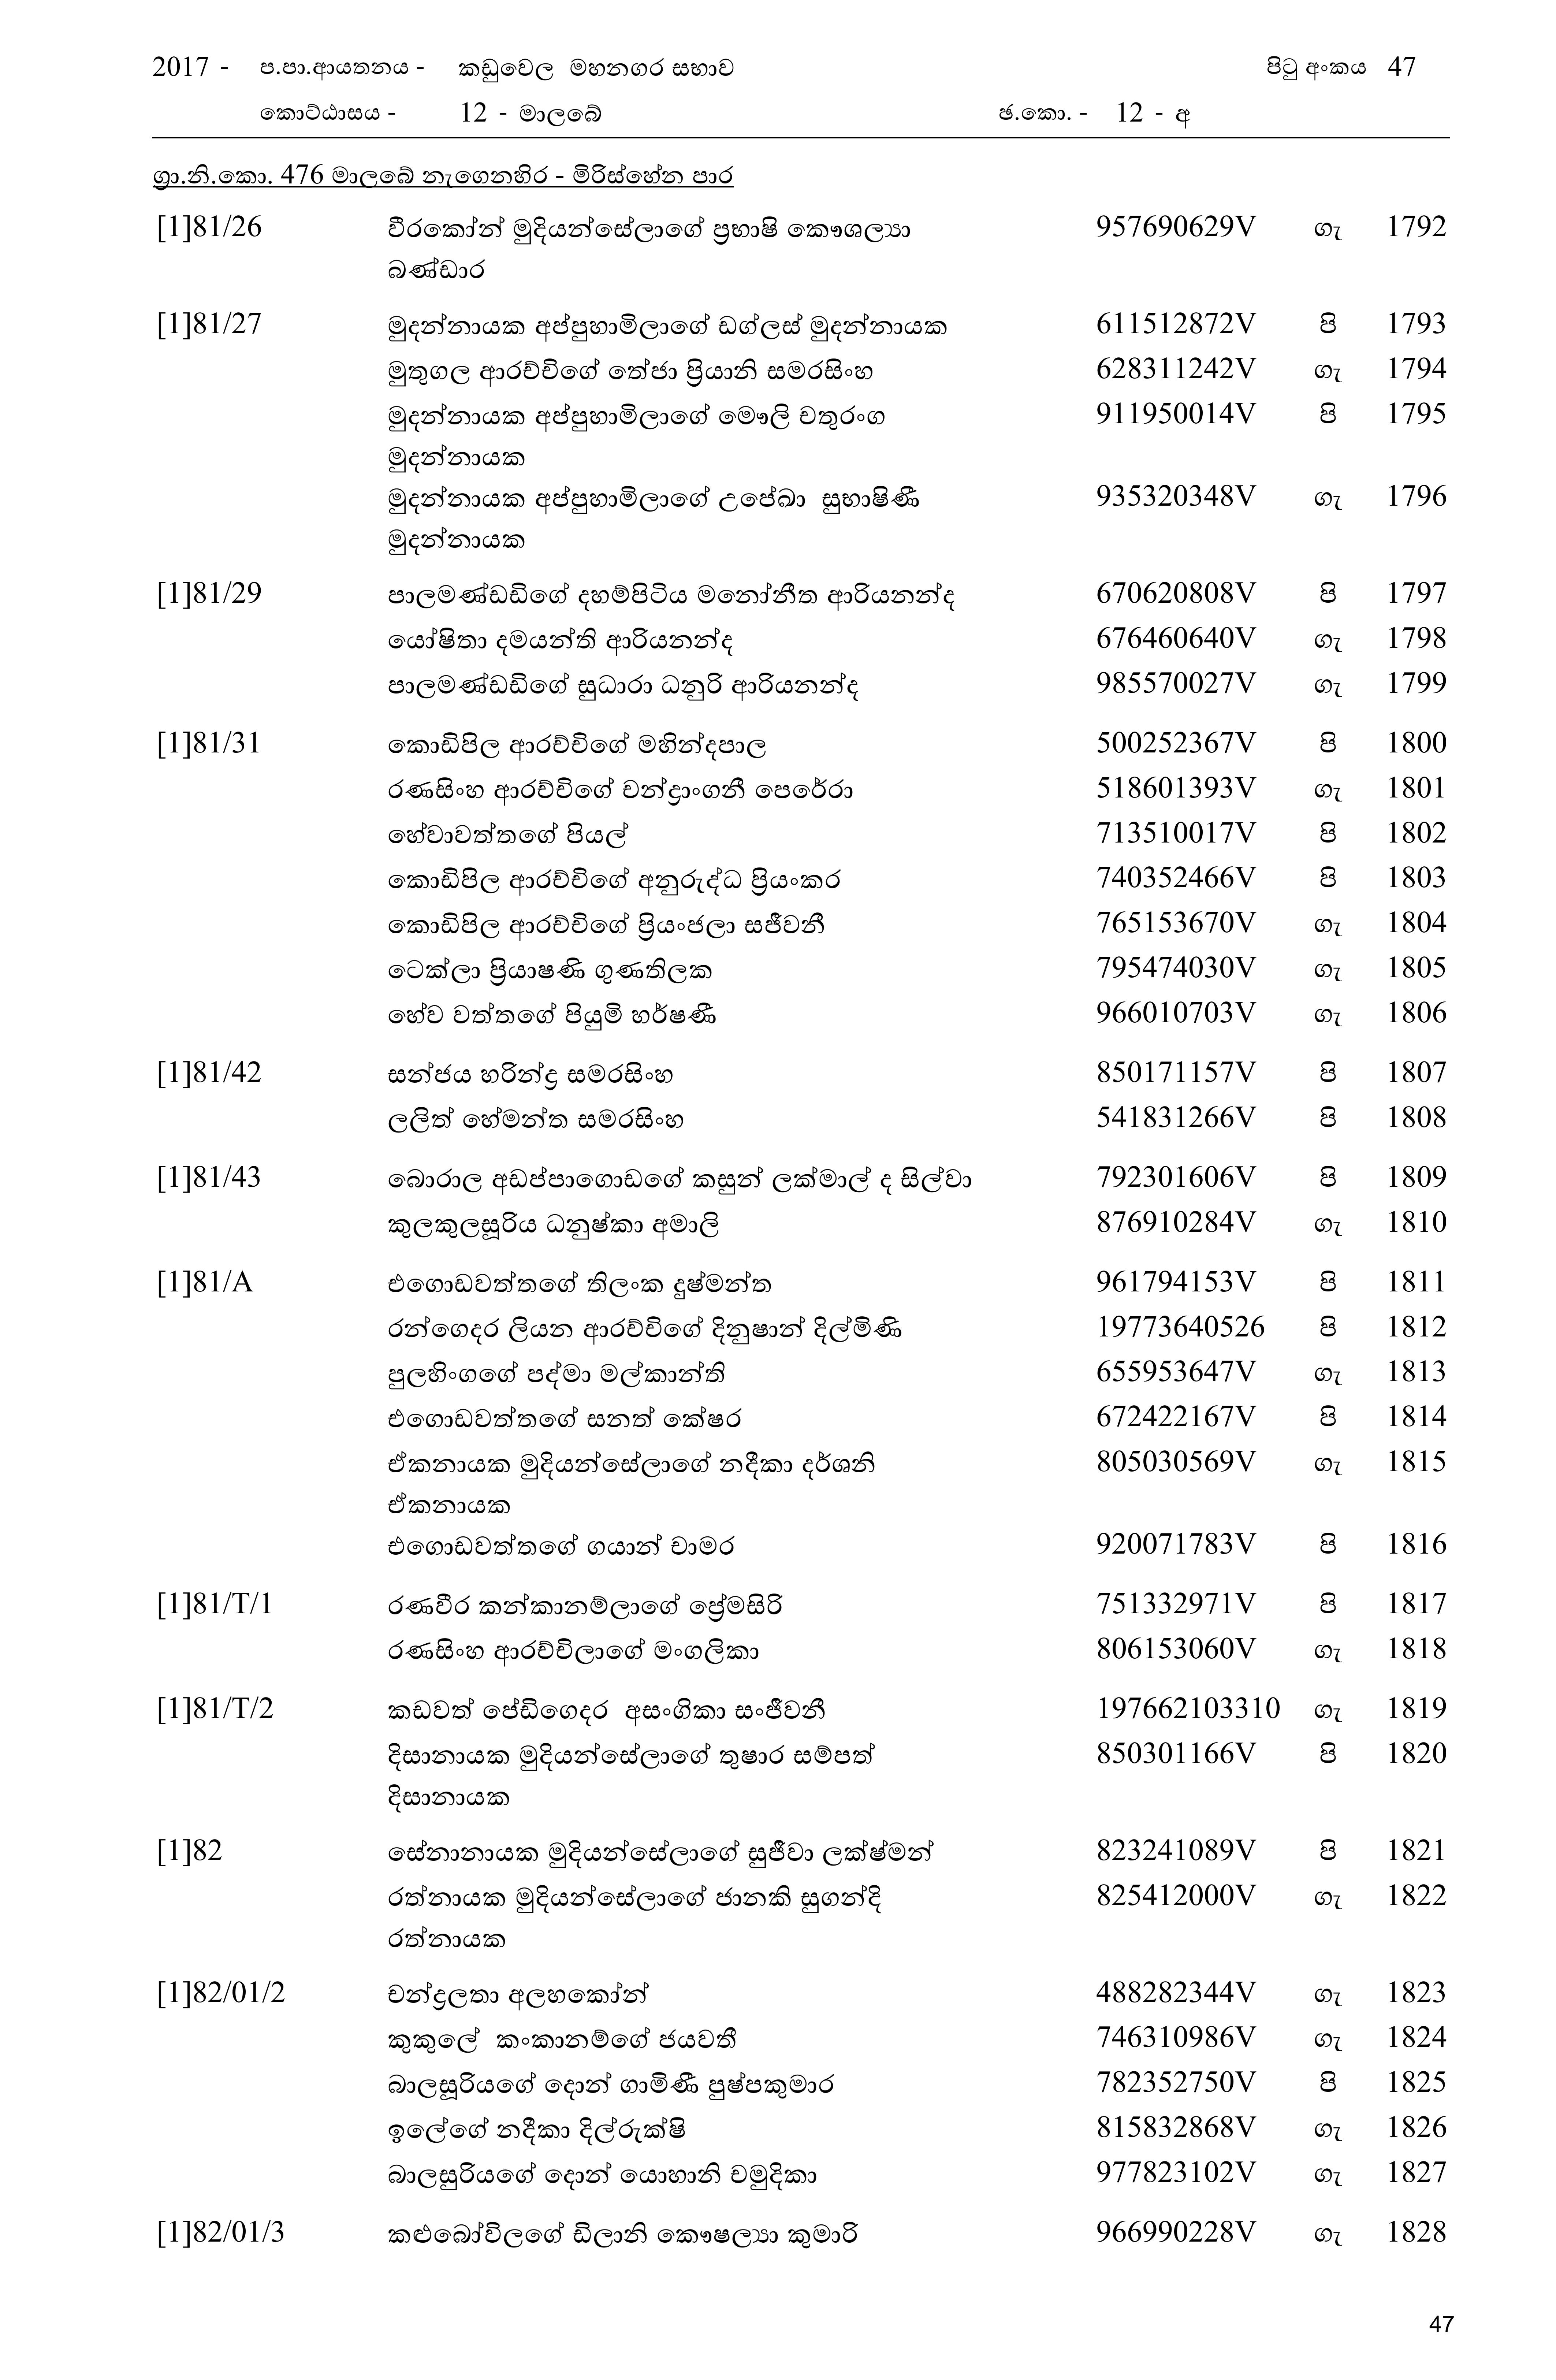 2017 - ප.පා.ආයතනය - කඩුවෙල මහනගර සභාව පිටු අංකය 47
කොට්ඨාසය - 12 - මාලබේ ඡ.කො. - 12 - අ
ග්‍රා.නි.කො. 476 මාලබේ නැගෙනහිර - මිරිස්හේන පාර
[1]81/26 වීරකෝන් මුදියන්සේලාගේ ප්‍රභාෂි කෞශල්‍යා 957690629V ගැ 1792
බණ්ඩාර
[1]81/27 මුදන්නායක අප්පුහාමිලාගේ ඩග්ලස් මුදන්නායක 611512872V පි 1793
මුතුගල ආරච්චිගේ තේජා ප්‍රියානි සමරසිංහ 628311242V ගැ 1794
මුදන්නායක අප්පුහාමිලාගේ මෞලි චතුරංග 911950014V පි 1795
මුදන්නායක
මුදන්නායක අප්පුහාමිලාගේ උපේඛා සුභාෂිණී 935320348V ගැ 1796
මුදන්නායක
[1]81/29 පාලමණ්ඩඩිගේ දහම්පිටිය මනෝනීත ආරියනන්ද 670620808V පි 1797
යෝෂිතා දමයන්ති ආරියනන්ද 676460640V ගැ 1798
පාලමණ්ඩඩිගේ සුධාරා ධනුරි ආරියනන්ද 985570027V ගැ 1799
[1]81/31 කොඩිපිල ආරච්චිගේ මහින්දපාල 500252367V පි 1800
රණසිංහ ආරච්චිගේ චන්ද්‍රාංගනී පෙරේරා 518601393V ගැ 1801
හේවාවත්තගේ පියල් 713510017V පි 1802
කොඩිපිල ආරච්චිගේ අනුරුද්ධ ප්‍රියංකර 740352466V පි 1803
කොඩිපිල ආරච්චිගේ ප්‍රියංජලා සජීවනී 765153670V ගැ 1804
ටෙක්ලා ප්‍රියාෂණි ගුණතිලක 795474030V ගැ 1805
හේව වත්තගේ පියුමි හර්ෂණී 966010703V ගැ 1806
[1]81/42 සන්ජය හරින්ද්‍ර සමරසිංහ 850171157V පි 1807
ලලිත් හේමන්ත සමරසිංහ 541831266V පි 1808
[1]81/43 බොරාල අඩප්පාගොඩගේ කසුන් ලක්මාල් ද සිල්වා 792301606V පි 1809
කුලකුලසූරිය ධනුෂ්කා අමාලි 876910284V ගැ 1810
[1]81/A එගොඩවත්තගේ තිලංක දුෂ්මන්ත 961794153V පි 1811
රන්ගෙදර ලියන ආරච්චිගේ දිනුෂාන් දිල්මිණි 19773640526 පි 1812
පුලහිංගගේ පද්මා මල්කාන්ති 655953647V ගැ 1813
එගොඩවත්තගේ සනත් කේෂර 672422167V පි 1814
ඒකනායක මුදියන්සේලාගේ නදීකා දර්ශනි 805030569V ගැ 1815
ඒකනායක
එගොඩවත්තගේ ගයාන් චාමර 920071783V පි 1816
[1]81/T/1 රණවීර කන්කානම්ලාගේ ප්‍රේමසිරි 751332971V පි 1817
රණසිංහ ආරච්චිලාගේ මංගලිකා 806153060V ගැ 1818
[1]81/T/2 කඩවත් පේඩිගෙදර අසංගිකා සංජීවනී 197662103310 ගැ 1819
දිසානායක මුදියන්සේලාගේ තුෂාර සම්පත් 850301166V පි 1820
දිසානායක
[1]82 සේනානායක මුදියන්සේලාගේ සුජීවා ලක්ෂ්මන් 823241089V පි 1821
රත්නායක මුදියන්සේලාගේ ජානකි සුගන්දි 825412000V ගැ 1822
රත්නායක
[1]82/01/2 චන්ද්‍රලතා අලහකෝන් 488282344V ගැ 1823
කුකුලේ කංකානම්ගේ ජයවතී 746310986V ගැ 1824
බාලසූරියගේ දොන් ගාමිණී පුෂ්පකුමාර 782352750V පි 1825
ඉලේගේ නදීකා දිල්රුක්ෂි 815832868V ගැ 1826
බාලසුරියගේ දොන් යොහානි චමුදිකා 977823102V ගැ 1827
[1]82/01/3 කළුබෝවිලගේ ඩිලානි කෞෂල්‍යා කුමාරි 966990228V ගැ 1828
47